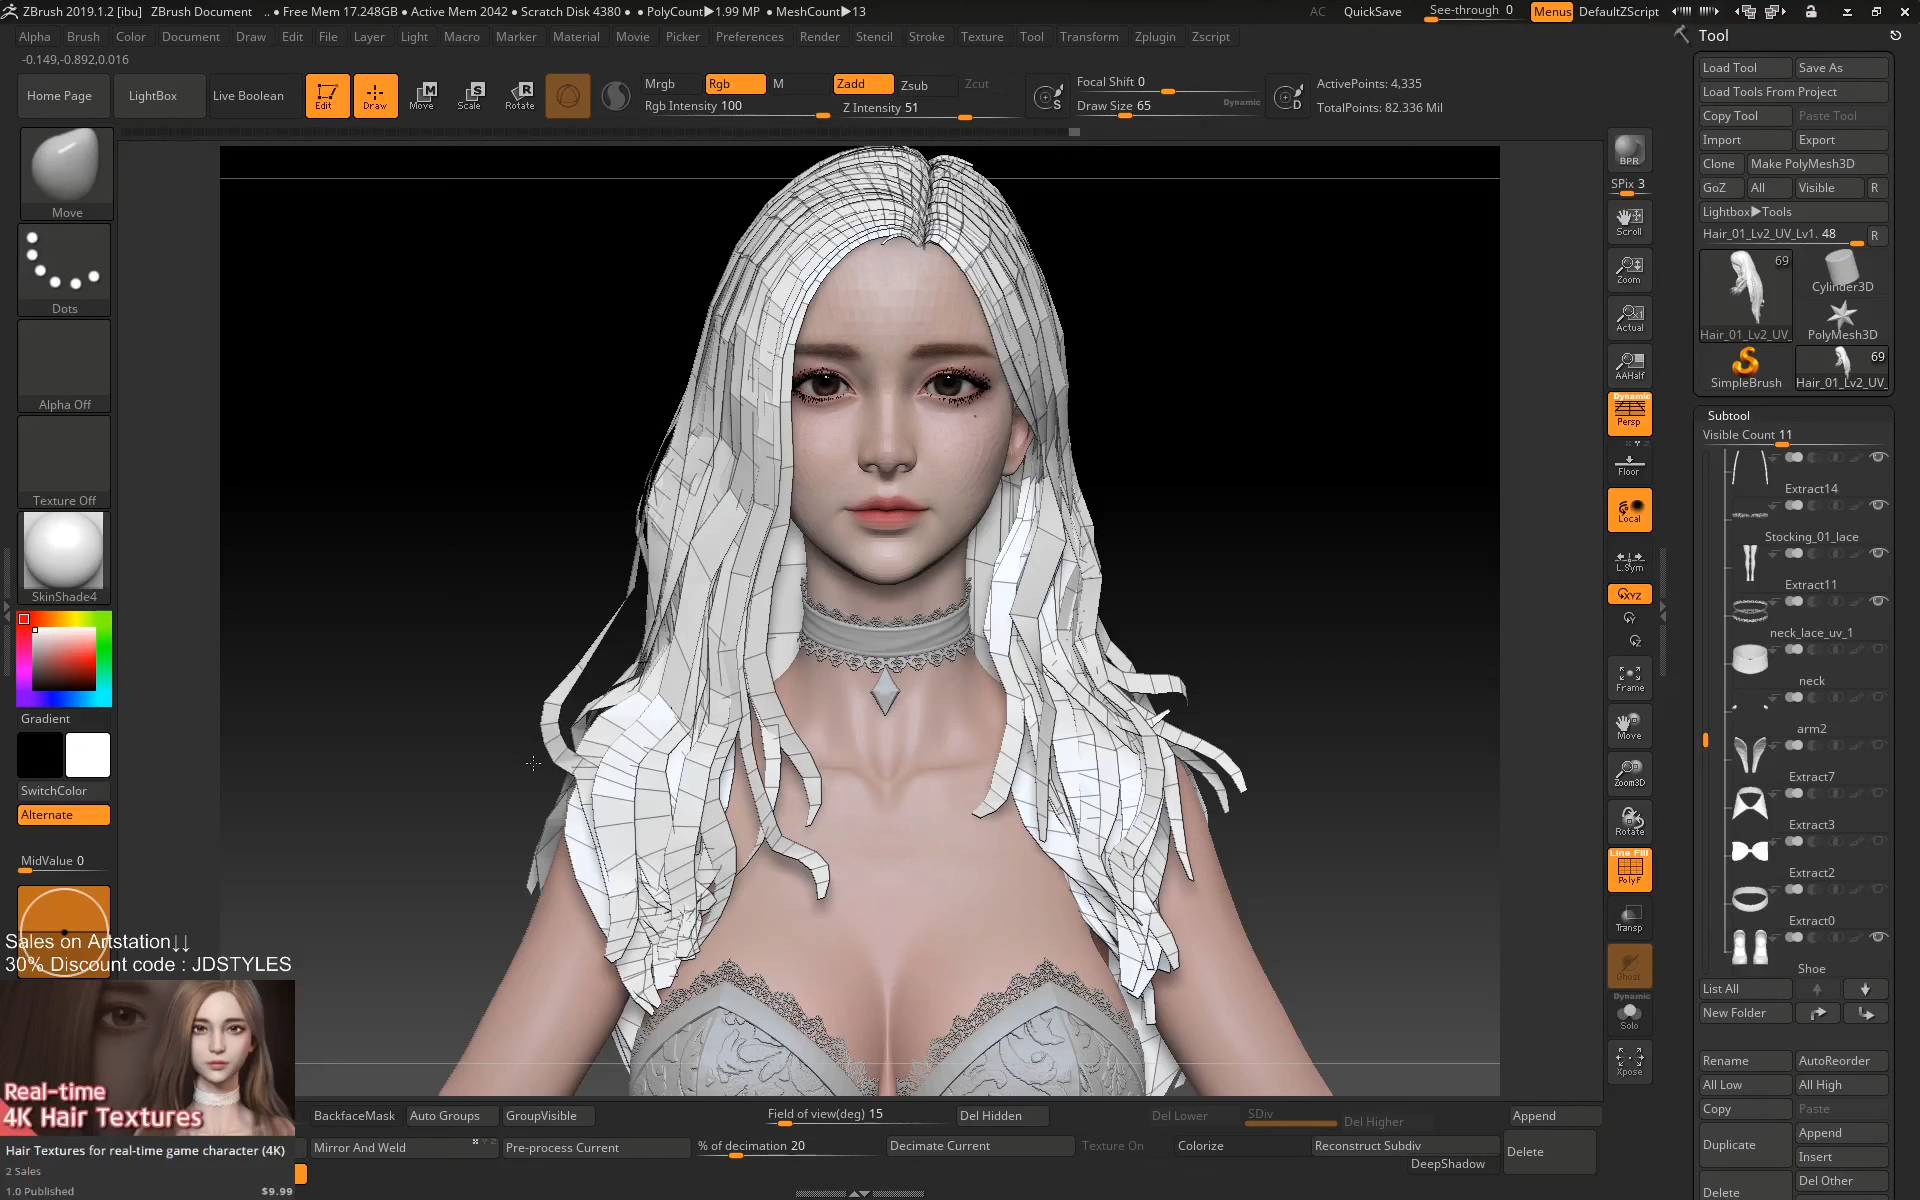 ZBrush 2019.1.2 [ibu] ZBrush Document .. ● Free Mem 17.248GB ● Active Mem 2042 ● Scratch Disk 4380 ● ● PolyCount▶1.99 MP ● MeshCount▶13 AC QuickSave See-through 0 Menus DefaultZScript
Alpha Brush Color Document Draw Edit File Layer Light Macro Marker Material Movie Picker Preferences Render Stencil Stroke Texture Tool Transform Zplugin Zscript
-0.149,-0.892,0.016
Home Page LightBox Live Boolean Edit Draw Move Scale Rotate
Mrgb Rgb M Zadd Zsub Zcut
Rgb Intensity 100 Z Intensity 51
S Focal Shift 0
Draw Size 65 Dynamic
D ActivePoints: 4,335
TotalPoints: 82.336 Mil
Move
Dots
Alpha Off
Texture Off
SkinShade4
Gradient
SwitchColor
Alternate
MidValue 0
Sales on Artstation↓↓
30% Discount code : JDSTYLES
Real-time
4K Hair Textures
Hair Textures for real-time game character (4K)
2 Sales
1.0 Published $9.99
BackfaceMask Auto Groups GroupVisible Field of view(deg) 15 Del Hidden Del Lower SDiv Del Higher Append
Mirror And Weld Pre-process Current % of decimation 20 Decimate Current Texture On Colorize Reconstruct Subdiv Delete
DeepShadow
BPR
SPix 3
Scroll
Zoom
Actual
AAHalf
Dynamic
Persp
Floor
Local
L.Sym
XYZ
Frame
Move
Zoom3D
Rotate
Line Fill
PolyF
Transp
Ghost
Dynamic
Solo
Xpose
Tool
Load Tool Save As
Load Tools From Project
Copy Tool Paste Tool
Import Export
Clone Make PolyMesh3D
GoZ All Visible R
Lightbox▶Tools
Hair_01_Lv2_UV_Lv1. 48 R
69
Cylinder3D
Hair_01_Lv2_UV_ PolyMesh3D
69
SimpleBrush Hair_01_Lv2_UV_
Subtool
Visible Count 11
Extract14
Stocking_01_lace
Extract11
neck_lace_uv_1
neck
arm2
Extract7
Extract3
Extract2
Extract0
Shoe
List All
New Folder
Rename AutoReorder
All Low All High
Copy Paste
Duplicate Append
Insert
Delete Del Other